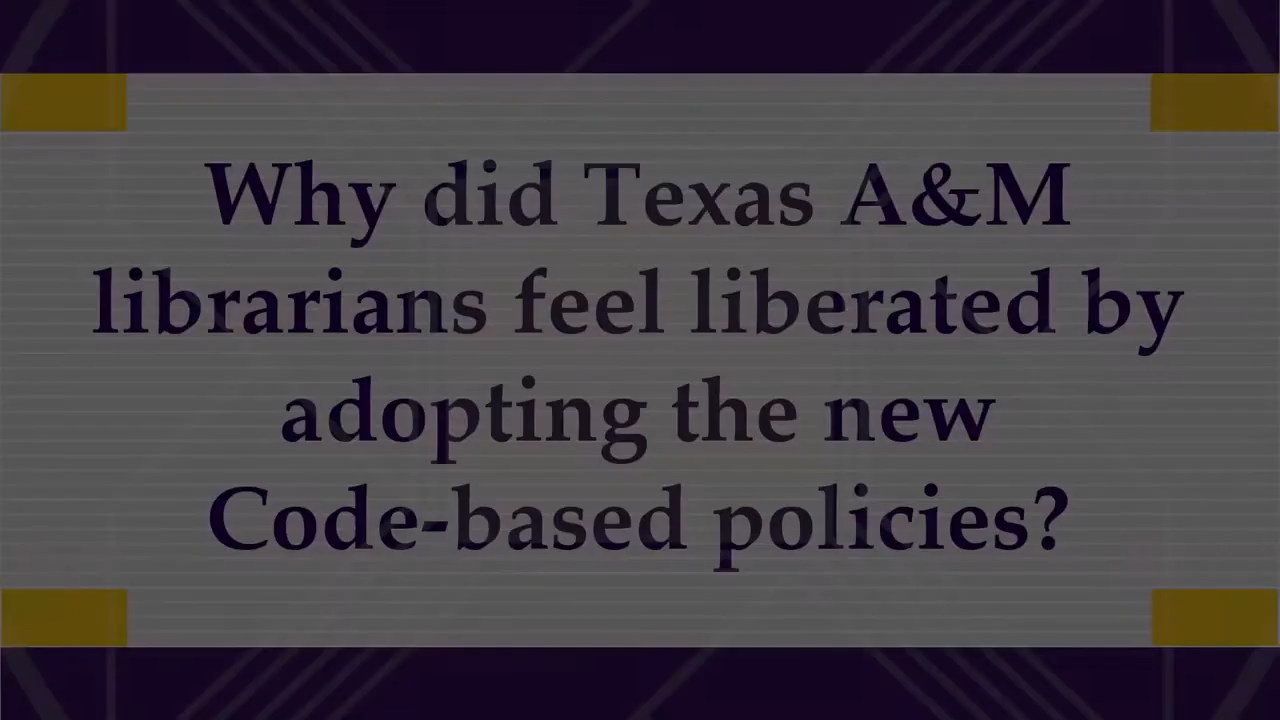 Why did Texas A&M
librarians feel liberated by
adopting the new
Code-based policies?